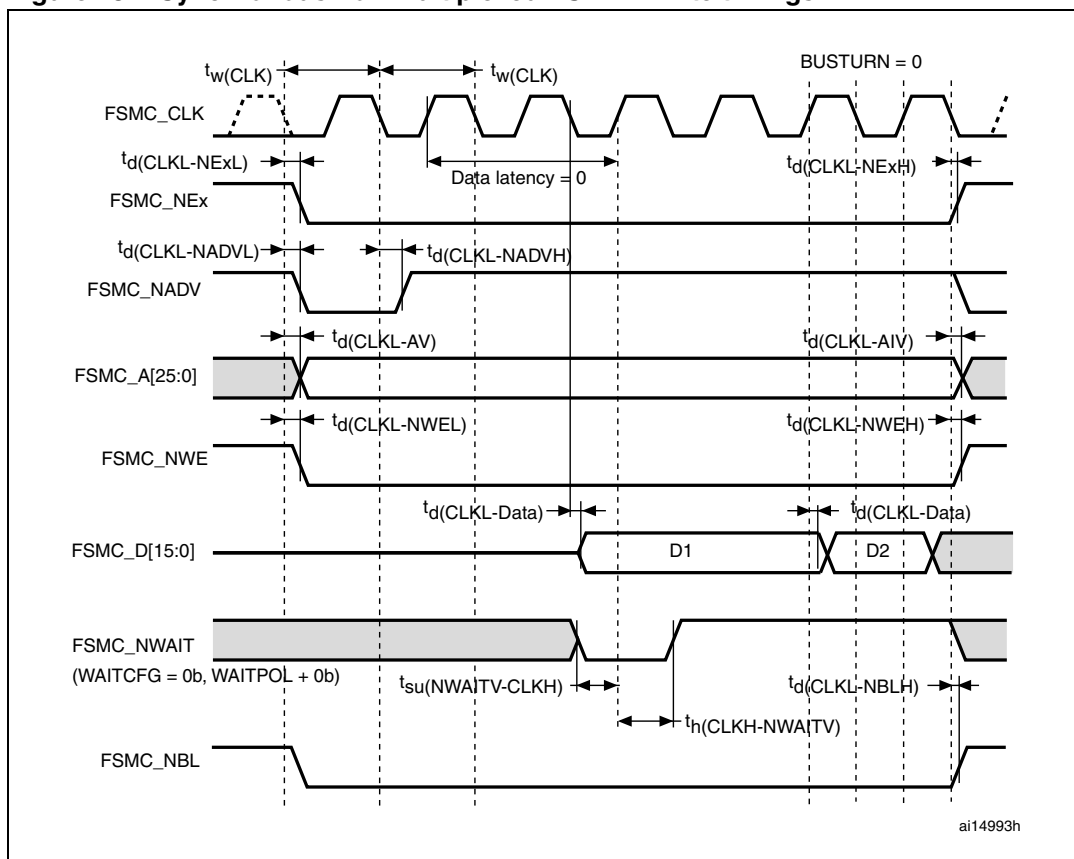 BUSTURN = 0
tw(CLK)
tw(CLK)
FSMC_CLK
td(CLKL-NExL)
Data latency = 0
td(CLKL-NExH)
FSMC_NEx
td(CLKL-NADVL)
td(CLKL-NADVH)
FSMC_NADV
td(CLKL-AV)
td(CLKL-AIV)
FSMC_A[25:0]
td(CLKL-NWEL)
td(CLKL-NWEH)
FSMC_NWE
td(CLKL-Data)
td(CLKL-Data)
FSMC_D[15:0]
D1
D2
FSMC_NWAIT
(WAITCFG = 0b, WAITPOL + 0b)
tsu(NWAITV-CLKH)
td(CLKL-NBLH)
th(CLKH-NWAITV)
FSMC_NBL
ai14993h